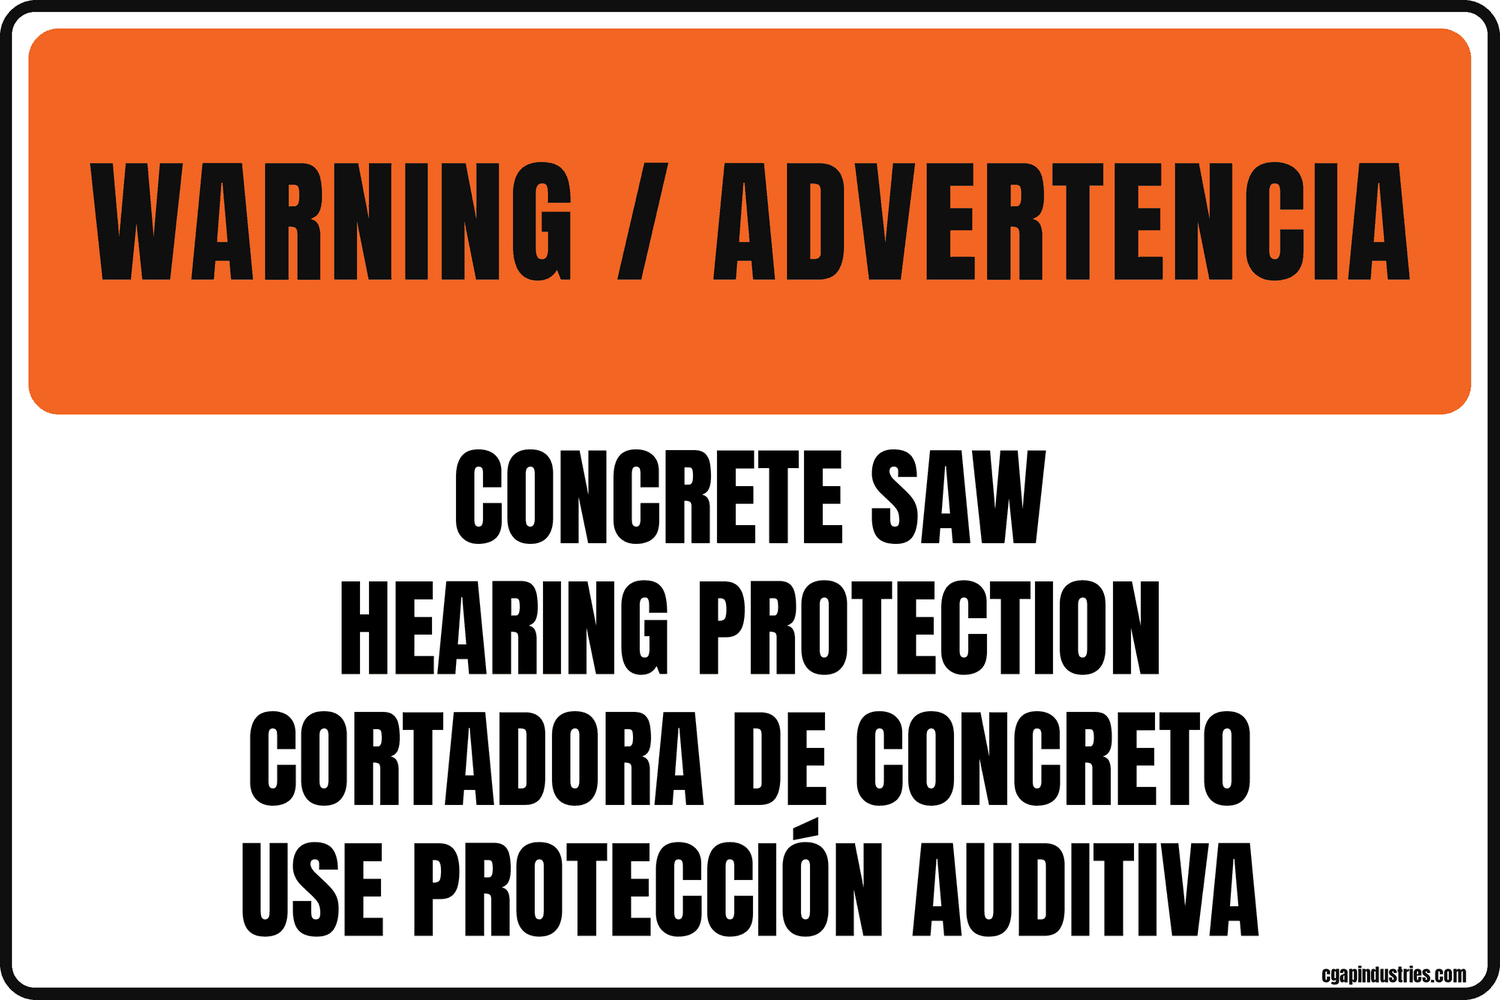 WARNING / ADVERTENCIA
CONCRETE SAW
HEARING PROTECTION
CORTADORA DE CONCRETO
USE PROTECCIÓN AUDITIVA
cgapindustries.com